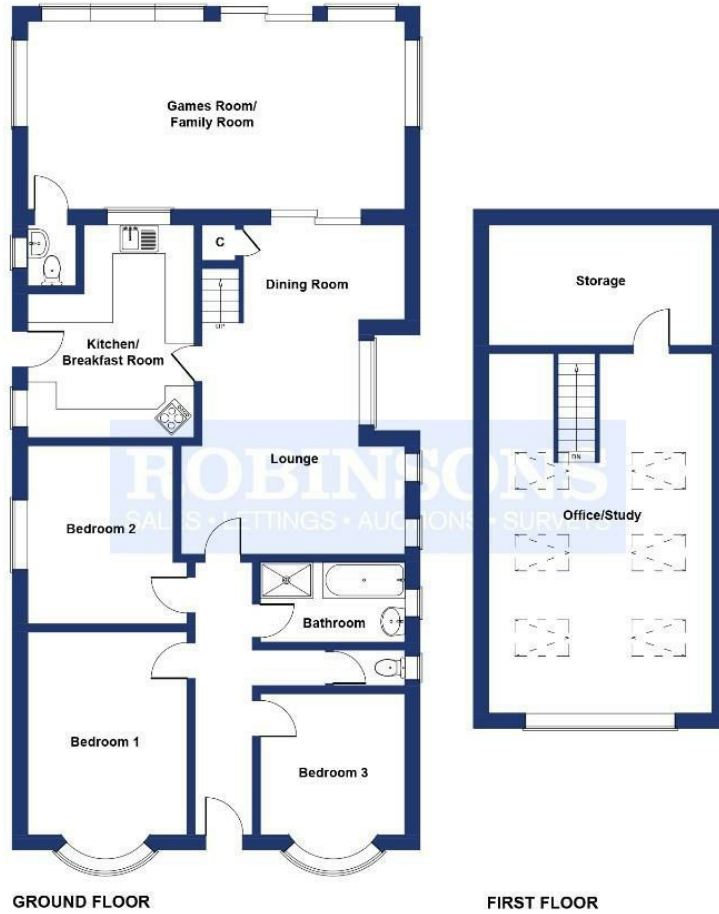 Games Room/
Family Room
C
Dining Room
UP
Kitchen/
Breakfast Room
Lounge
Bedroom 2
Bathroom
Bedroom 1
Bedroom 3
GROUND FLOOR
Storage
DN
Office/Study
FIRST FLOOR
ROBINSONS
SALES • LETTINGS • AUCTIONS • SURVEYS